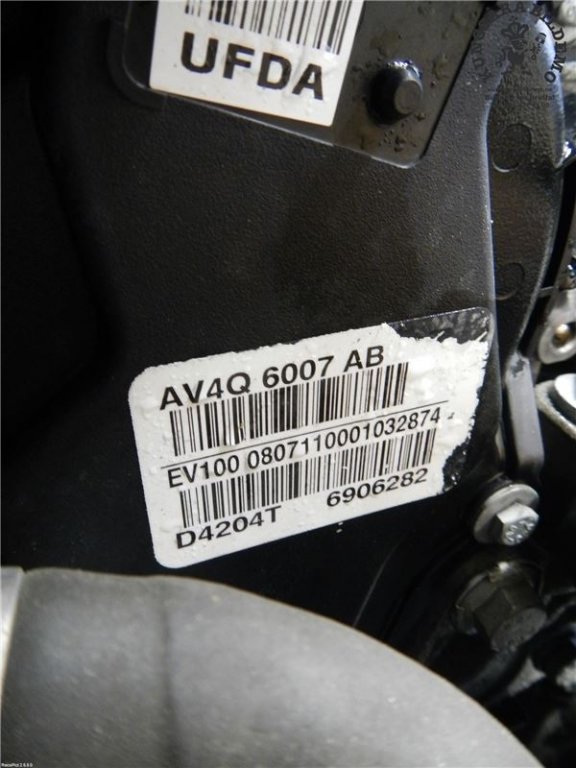 UFDA
AV4Q 6007 AB
EV100 0807110001032874
D4204T 6906282